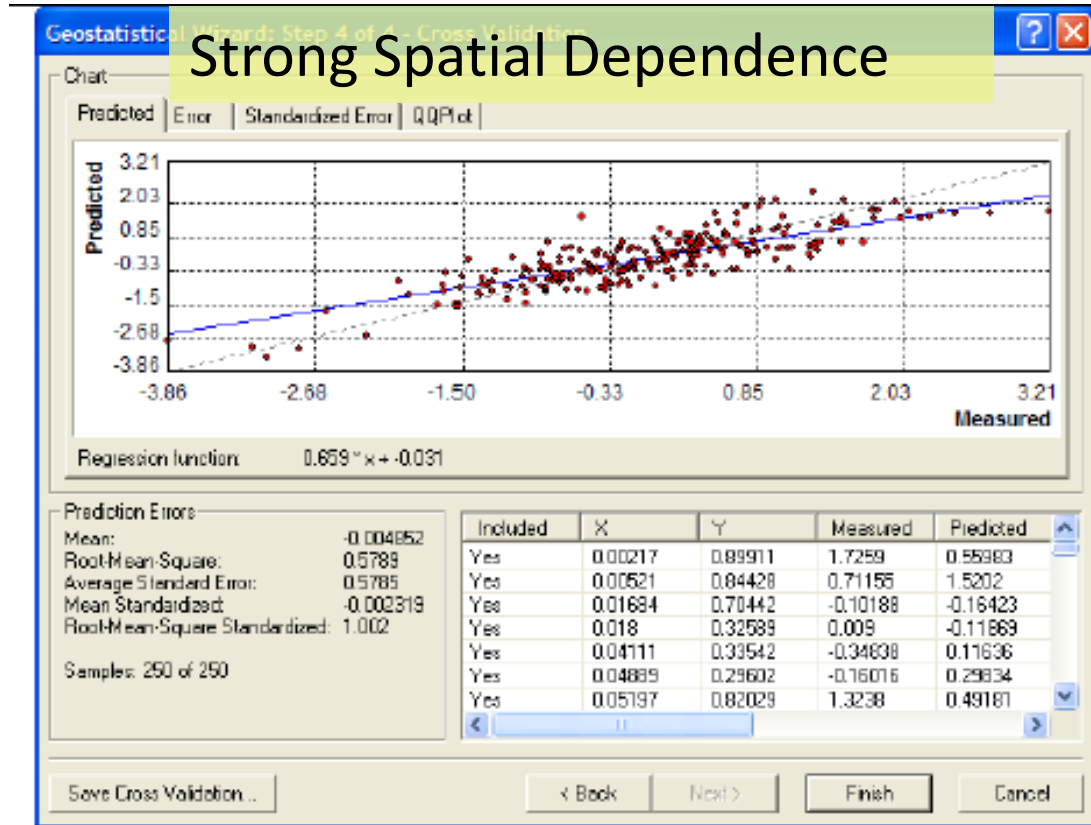 Geostatistical Wizard: Step 4 of 4 - Cross Validation
Strong Spatial Dependence
Chart
Predicted Error Standardized Error QQPlot
Predicted
3.21
2.03
0.85
-0.33
-1.5
-2.68
-3.86
-3.86 -2.68 -1.50 -0.33 0.85 2.03 3.21
Measured
Regression function: 0.659 * x + -0.031
Prediction Errors
Mean: -0.004852
Root-Mean-Square: 0.5789
Average Standard Error: 0.5785
Mean Standardized: -0.002319
Root-Mean-Square Standardized: 1.002
Samples: 250 of 250
Included X Y Measured Predicted
Yes 0.00217 0.89911 1.7259 0.55983
Yes 0.00521 0.84428 0.71155 1.5202
Yes 0.01684 0.70442 -0.10188 -0.16423
Yes 0.018 0.32589 0.009 -0.11869
Yes 0.04111 0.33542 -0.34838 0.11636
Yes 0.04889 0.29602 -0.16016 0.29834
Yes 0.05197 0.82029 1.3238 0.49181
Save Cross Validation... < Back Next > Finish Cancel